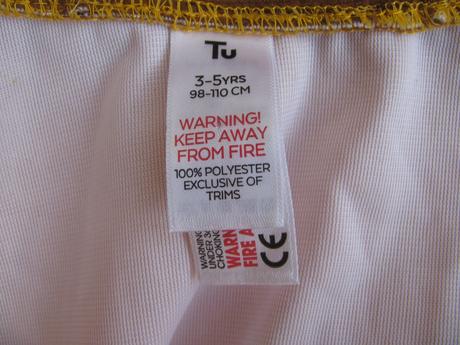 Tu
3-5YRS
98-110 CM
WARNING!
KEEP AWAY
FROM FIRE
100% POLYESTER
EXCLUSIVE OF
TRIMS
WARNING
UNDER
CHOKING
WARN
FIRE A
CE